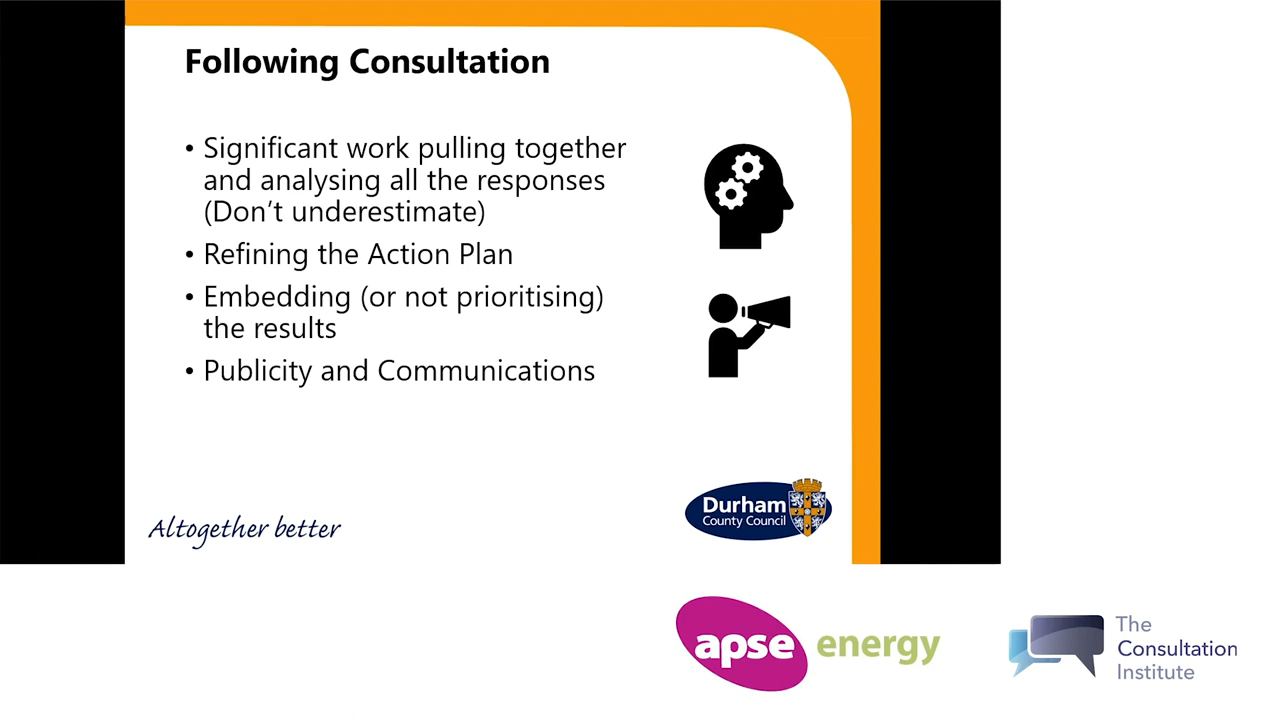 Following Consultation
• Significant work pulling together
and analysing all the responses
(Don’t underestimate)
• Refining the Action Plan
• Embedding (or not prioritising)
the results
• Publicity and Communications
Altogether better
Durham
County Council
apse energy
The
Consultation
Institute